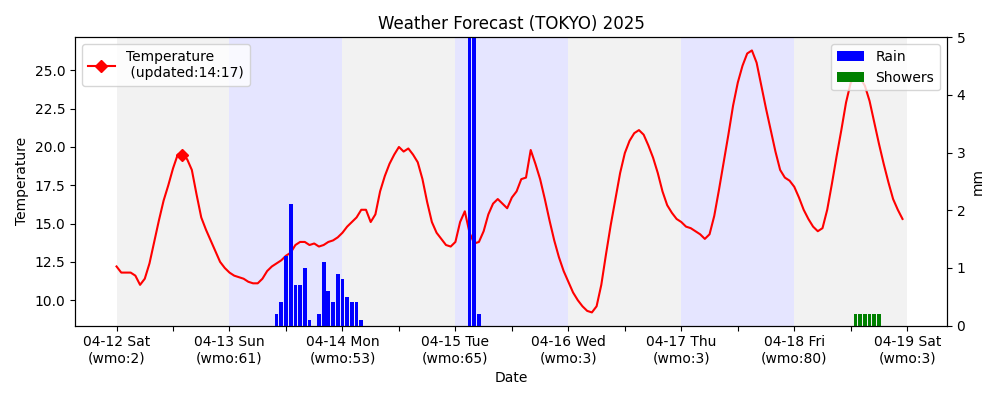 Weather Forecast (TOKYO) 2025
Temperature
(updated:14:17)
Rain
Showers
Temperature
25.0
22.5
20.0
17.5
15.0
12.5
10.0
5
4
3
2
1
0
mm
04-12 Sat
(wmo:2)
04-13 Sun
(wmo:61)
04-14 Mon
(wmo:53)
04-15 Tue
(wmo:65)
04-16 Wed
(wmo:3)
04-17 Thu
(wmo:3)
04-18 Fri
(wmo:80)
04-19 Sat
(wmo:3)
Date